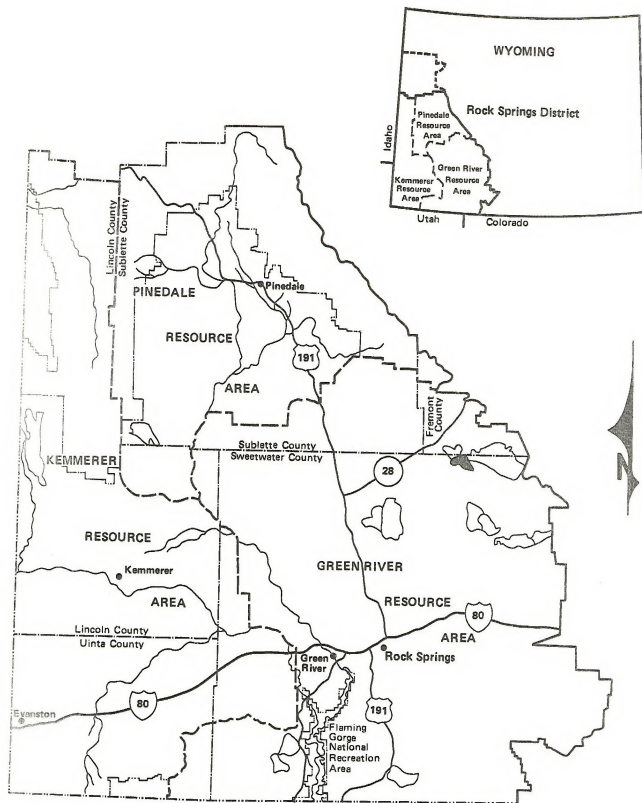 WYOMING
Rock Springs District
Pinedale
Resource
Area
Green River
Resource
Area
Kemmerer
Resource
Area
Idaho
Utah
Colorado
Lincoln County
Sublette County
Pinedale
PINEDALE
RESOURCE
AREA
191
Fremont
County
Sublette County
Sweetwater County
28
KEMMERER
RESOURCE
AREA
Kemmerer
GREEN RIVER
RESOURCE
AREA
80
Lincoln County
Uinta County
Green
River
Rock Springs
Evanston
80
191
Flaming
Gorge
National
Recreation
Area
N